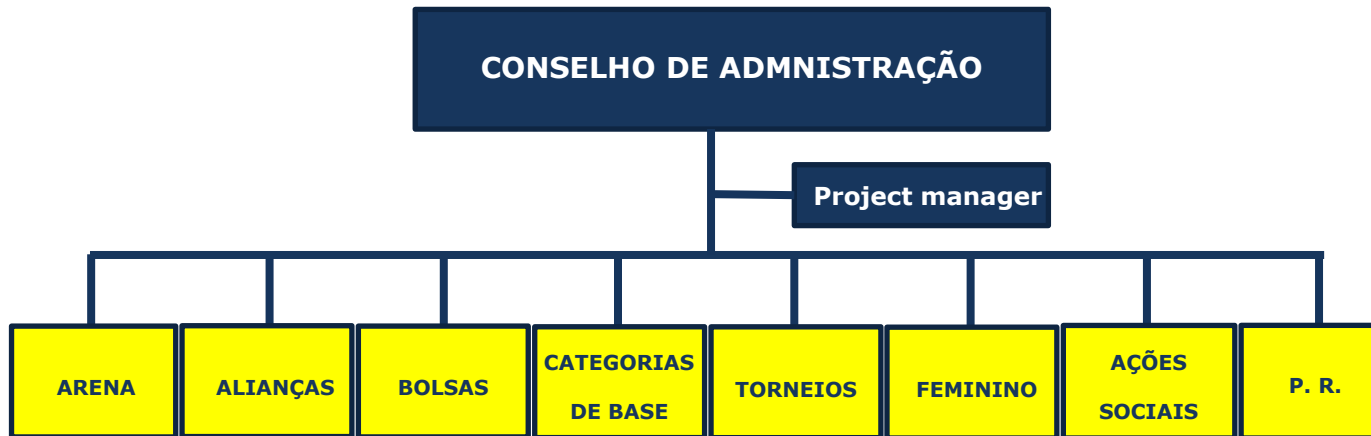 CONSELHO DE ADMNISTRAÇÃO
Project manager
ARENA
ALIANÇAS
BOLSAS
CATEGORIAS
DE BASE
TORNEIOS
FEMININO
AÇÕES
SOCIAIS
P. R.